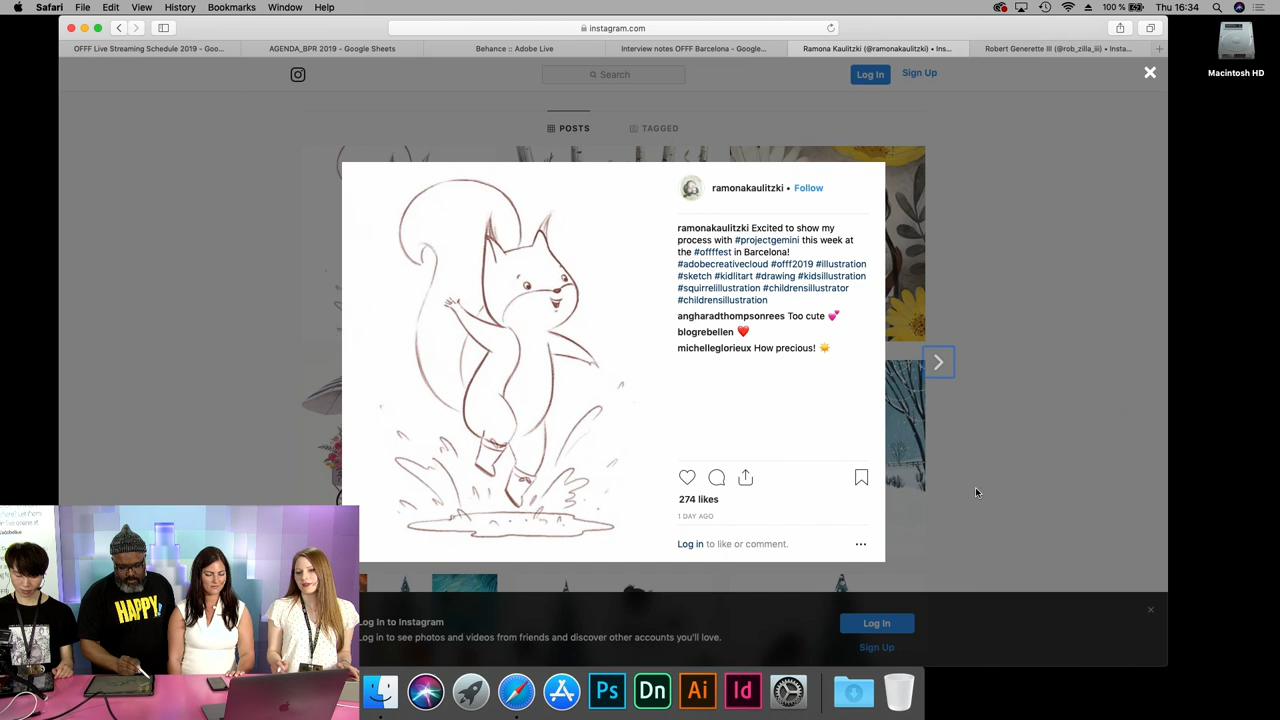 Safari File Edit View History Bookmarks Window Help
100 % Thu 16:34
instagram.com
OFFF Live Streaming Schedule 2019 - Goo...
AGENDA_BPR 2019 - Google Sheets
Behance :: Adobe Live
Interview notes OFFF Barcelona - Google...
Ramona Kaulitzki (@ramonakaulitzki) • Ins...
Robert Generette III (@rob_zilla_iii) • Insta...
Macintosh HD
Search
Log In
Sign Up
POSTS
TAGGED
ramonakaulitzki • Follow
ramonakaulitzki Excited to show my
process with #projectgemini this week at
the #offffest in Barcelona!
#adobecreativecloud #offf2019 #illustration
#sketch #kidlitart #drawing #kidsillustration
#squirrelillustration #childrensillustrator
#childrensillustration
angharadthompsonrees Too cute 💕
blogrebellen ❤️
michelleglorieux How precious! ☀️
274 likes
1 DAY AGO
Log in to like or comment.
HAPPY!
Log In to Instagram
Log in to see photos and videos from friends and discover other accounts you'll love.
Log In
Sign Up
Ps
Dn
Ai
Id